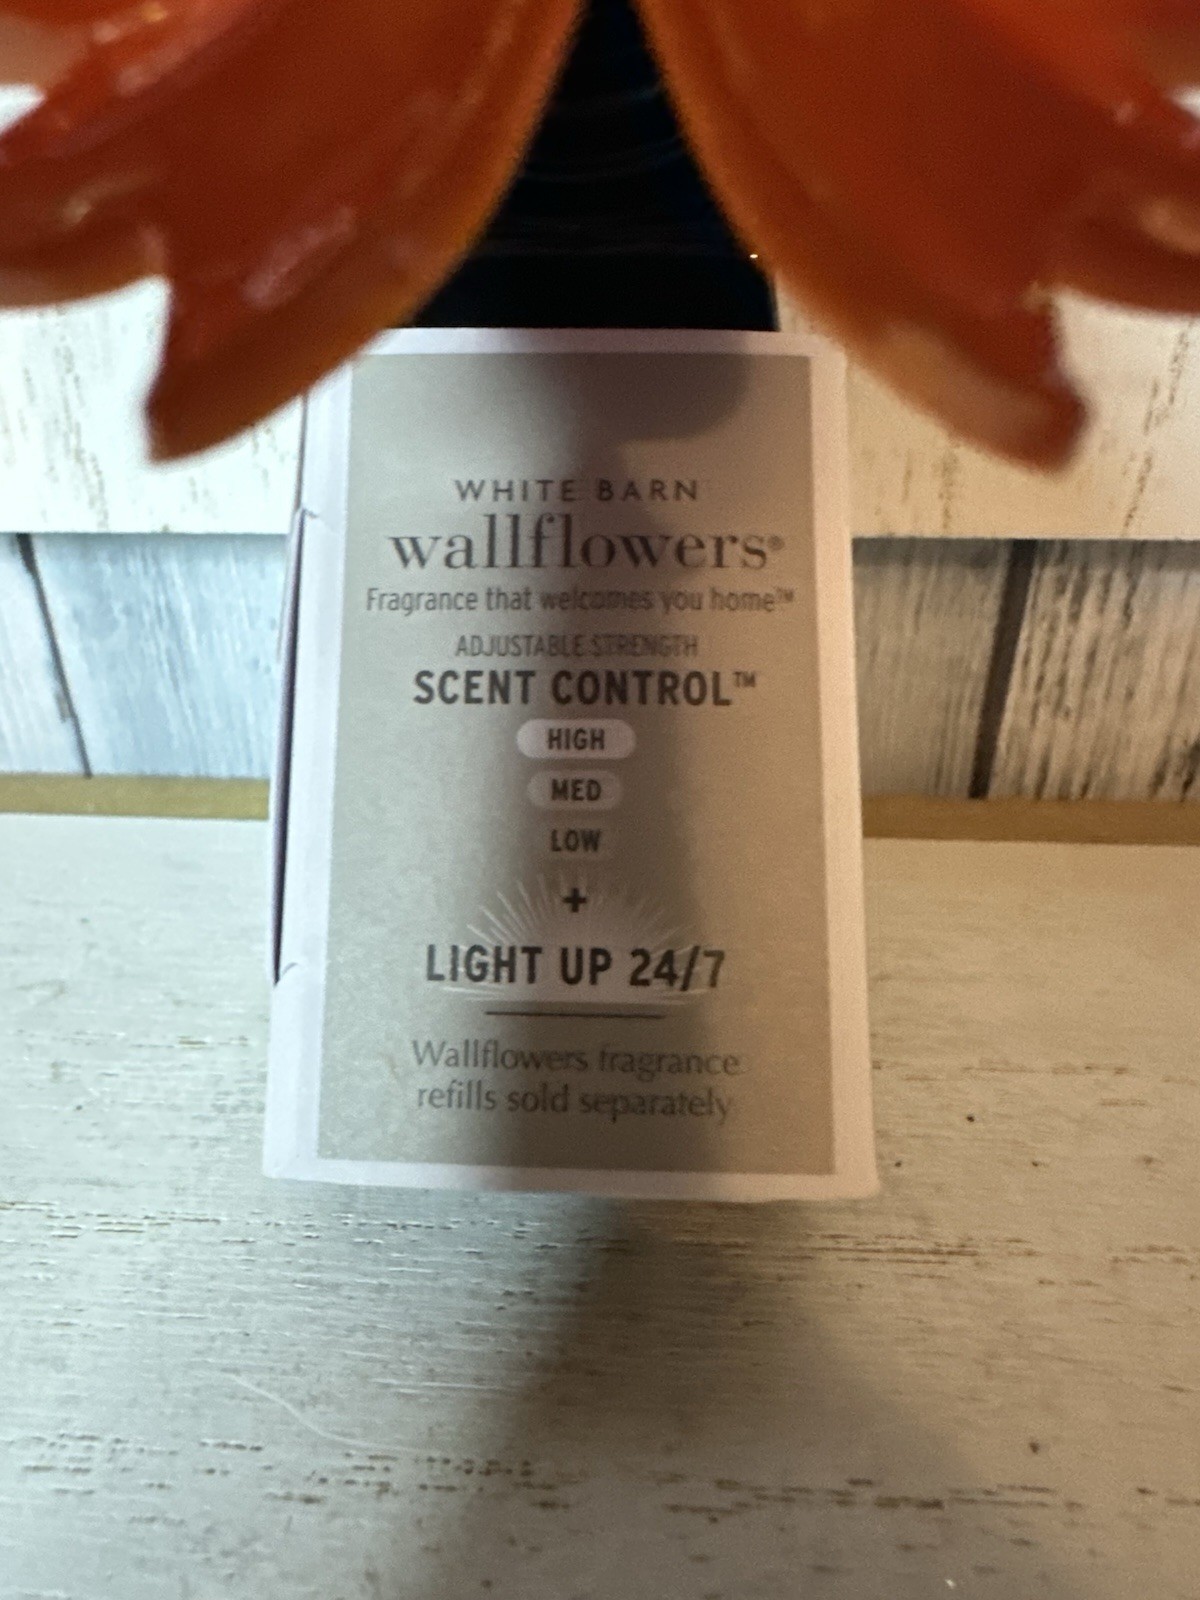 WHITE BARN
wallflowers®
Fragrance that welcomes you home™
ADJUSTABLE STRENGTH
SCENT CONTROL™
HIGH
MED
LOW
+
LIGHT UP 24/7
Wallflowers fragrance
refills sold separately